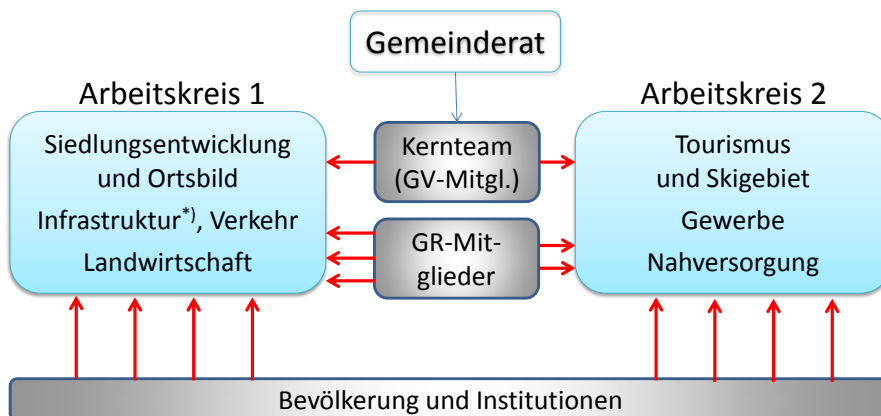 Gemeinderat
Arbeitskreis 1
Siedlungsentwicklung
und Ortsbild
Infrastruktur*), Verkehr
Landwirtschaft
Kernteam
(GV-Mitgl.)
GR-Mit-
glieder
Arbeitskreis 2
Tourismus
und Skigebiet
Gewerbe
Nahversorgung
Bevölkerung und Institutionen